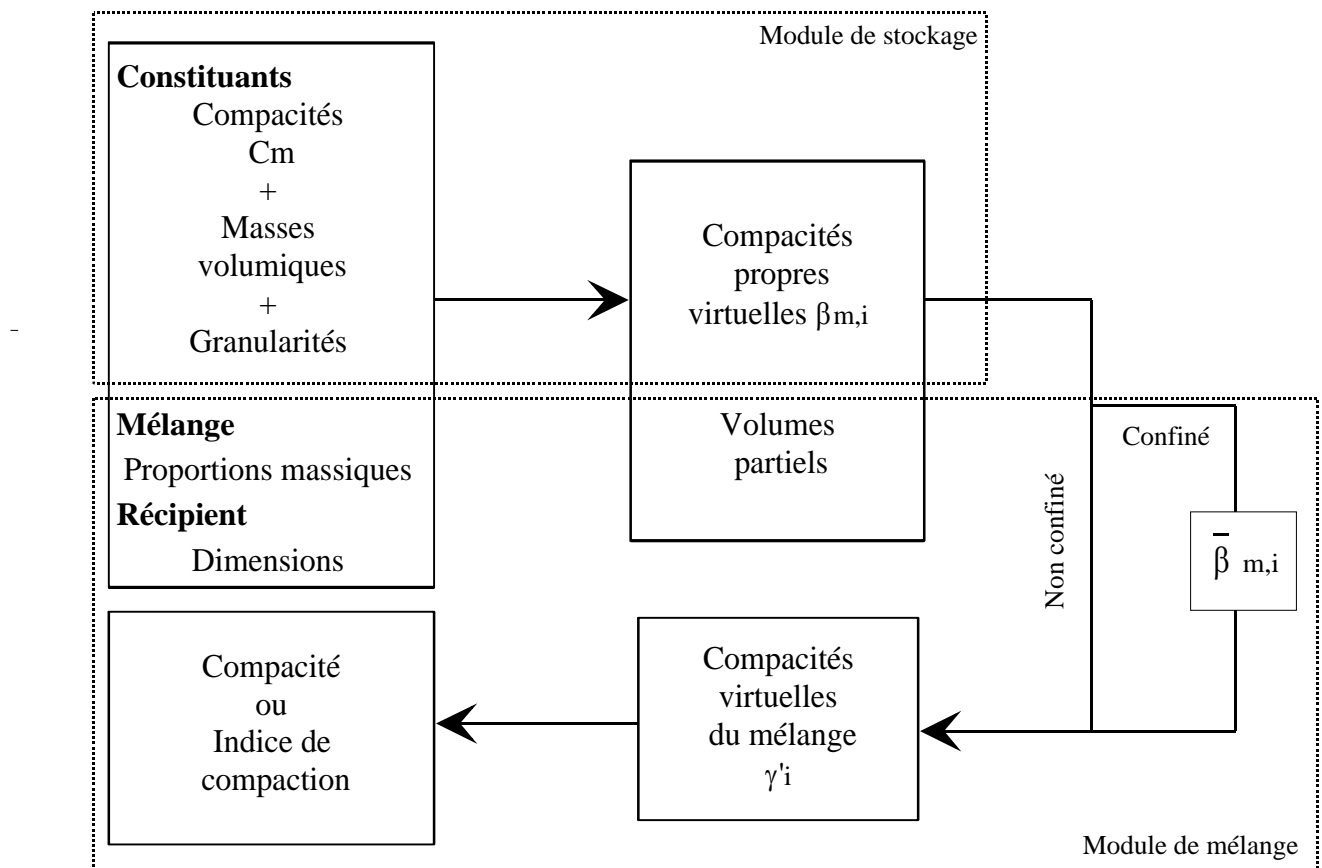 Module de stockage
Constituants
Compacités
Cm
+
Masses
volumiques
+
Granularités
Compacités
propres
virtuelles βm,i
Mélange
Proportions massiques
Récipient
Dimensions
Volumes
partiels
Non confiné
Confiné
β̅ m,i
Compacité
ou
Indice de
compaction
Compacités
virtuelles
du mélange
γ'i
Module de mélange